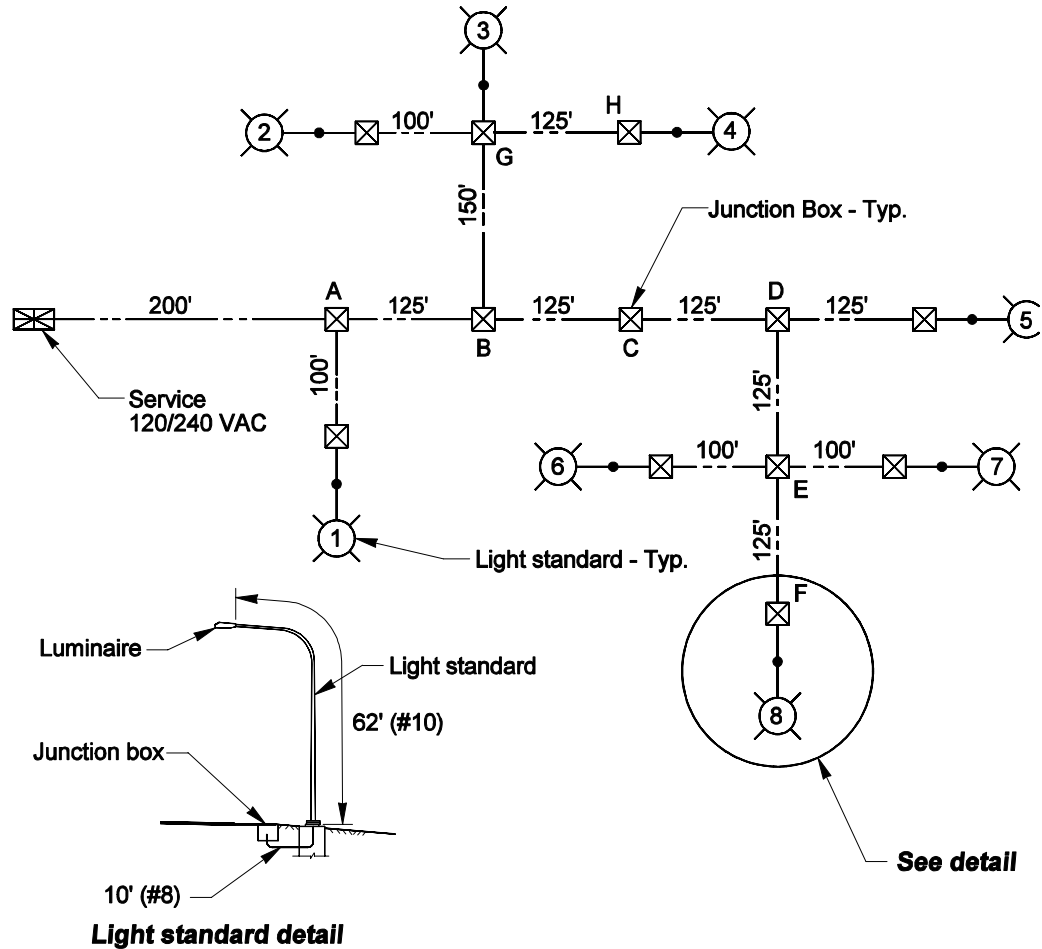 3
H
2
100'
125'
4
G
150'
Junction Box - Typ.
A
D
200'
125'
125'
125'
125'
5
B
C
Service
120/240 VAC
100'
125'
6
100'
100'
7
E
1
Light standard - Typ.
125'
F
Luminaire
Light standard
62' (#10)
8
Junction box
See detail
10' (#8)
Light standard detail